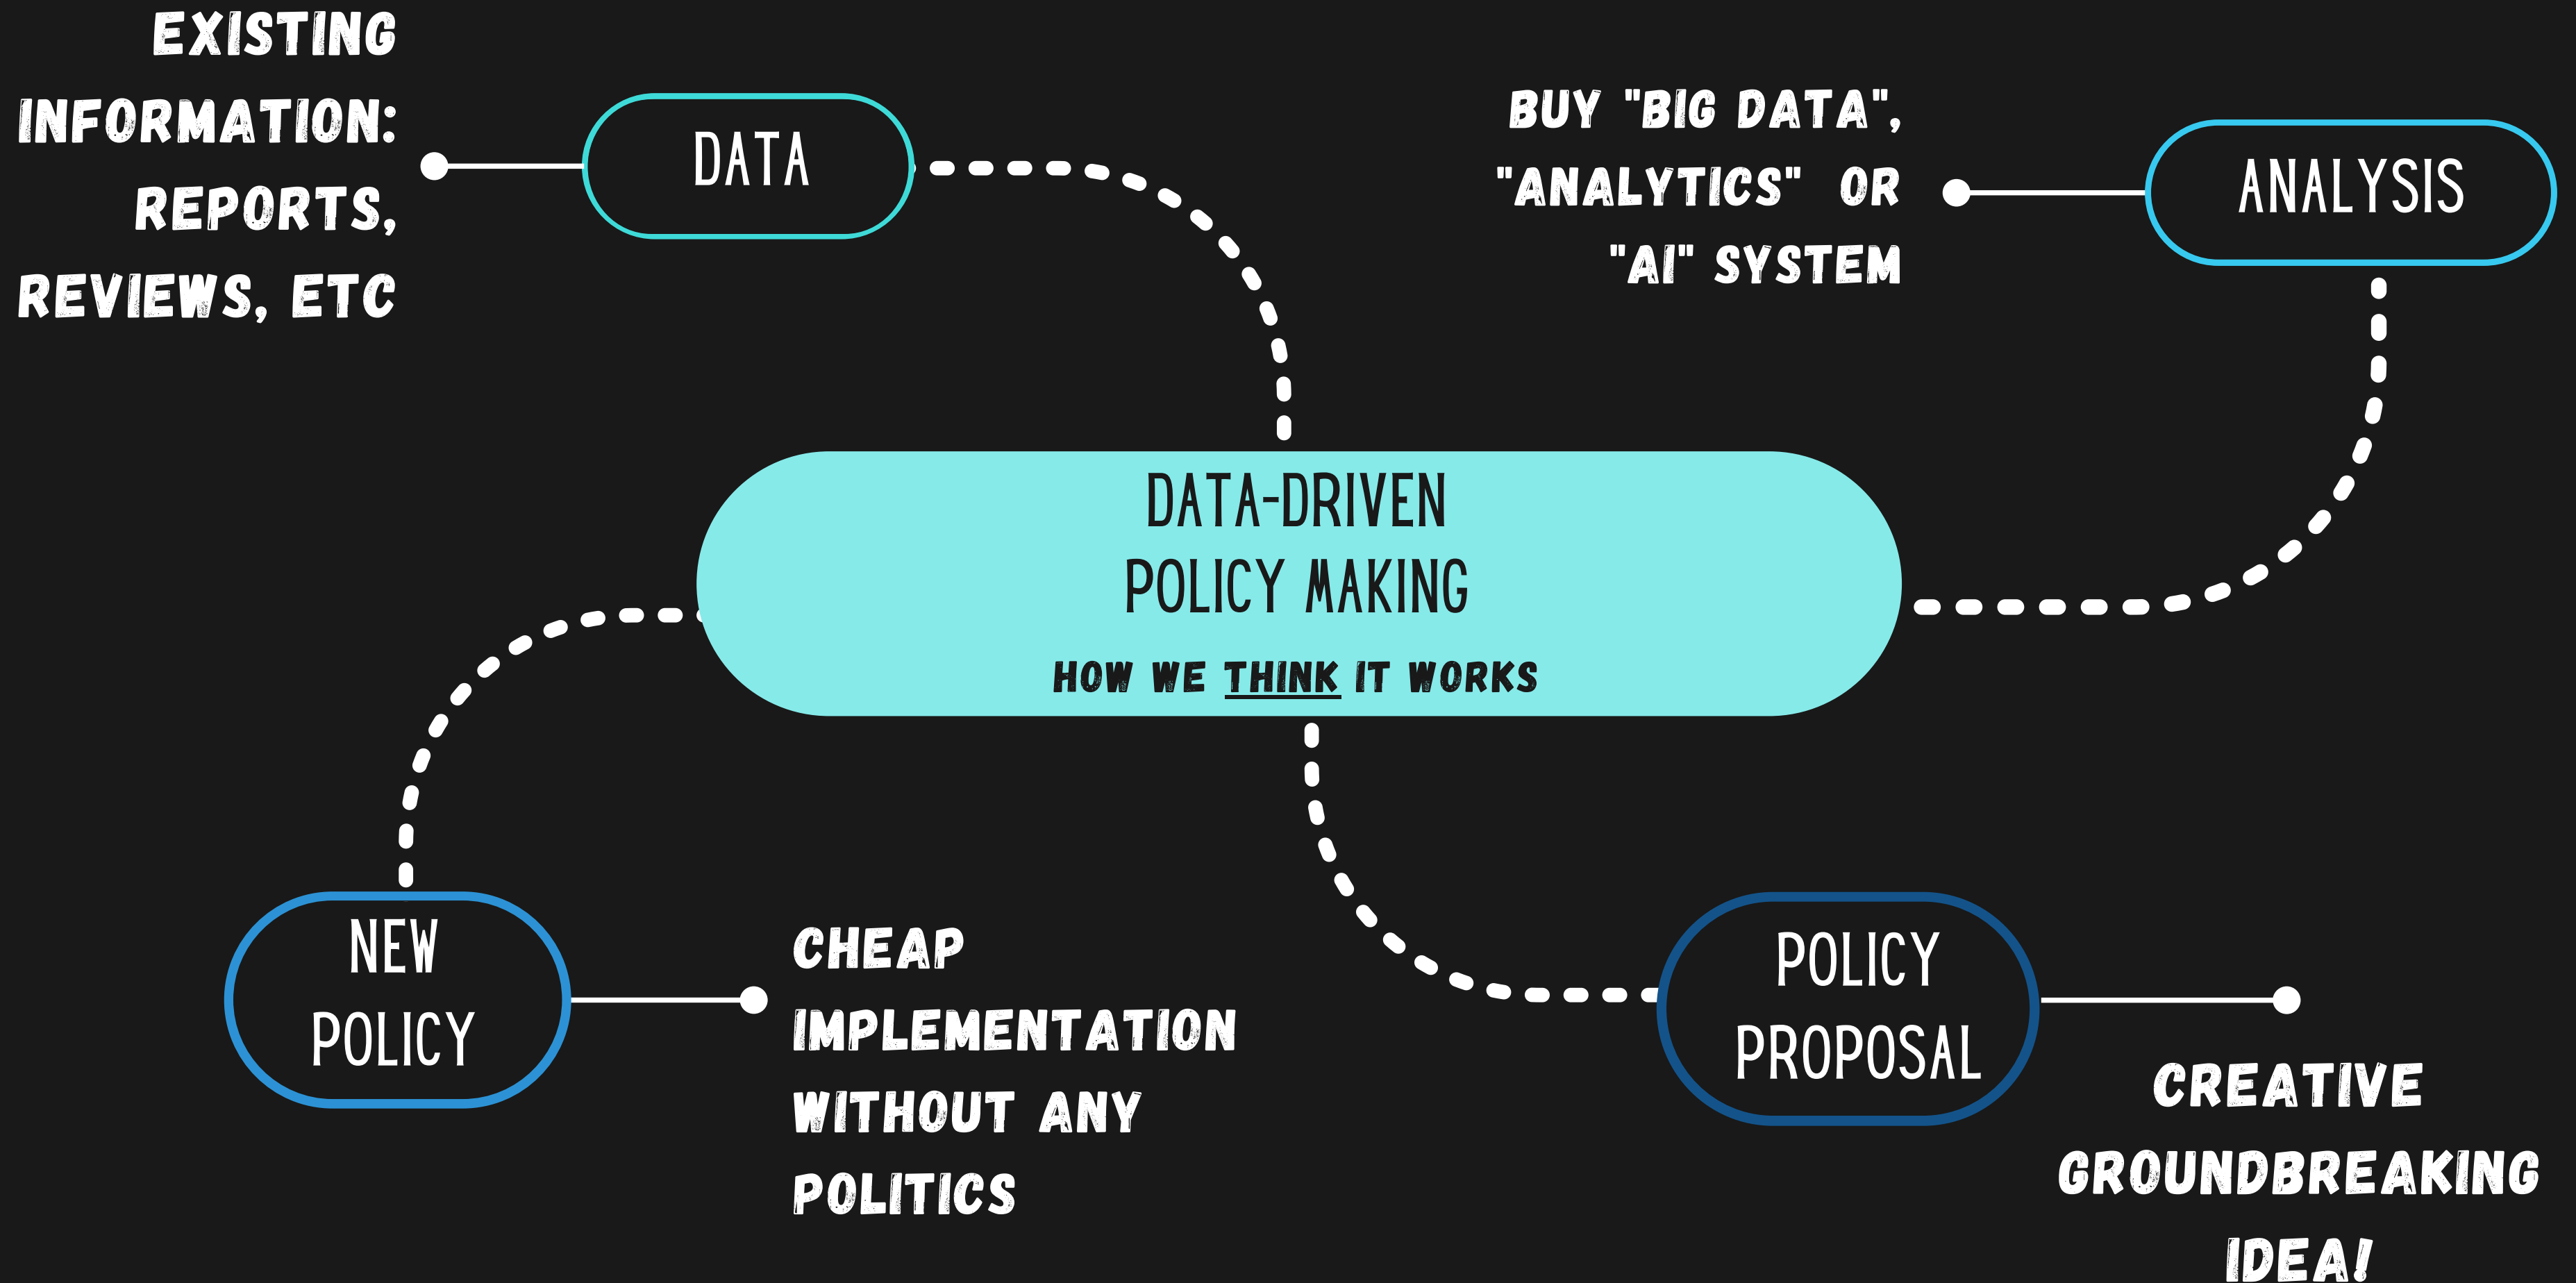 EXISTING
INFORMATION:
REPORTS,
REVIEWS, ETC
DATA
BUY "BIG DATA",
"ANALYTICS" OR
"AI" SYSTEM
ANALYSIS
DATA-DRIVEN
POLICY MAKING
HOW WE THINK IT WORKS
NEW
POLICY
CHEAP
IMPLEMENTATION
WITHOUT ANY
POLITICS
POLICY
PROPOSAL
CREATIVE
GROUNDBREAKING
IDEA!